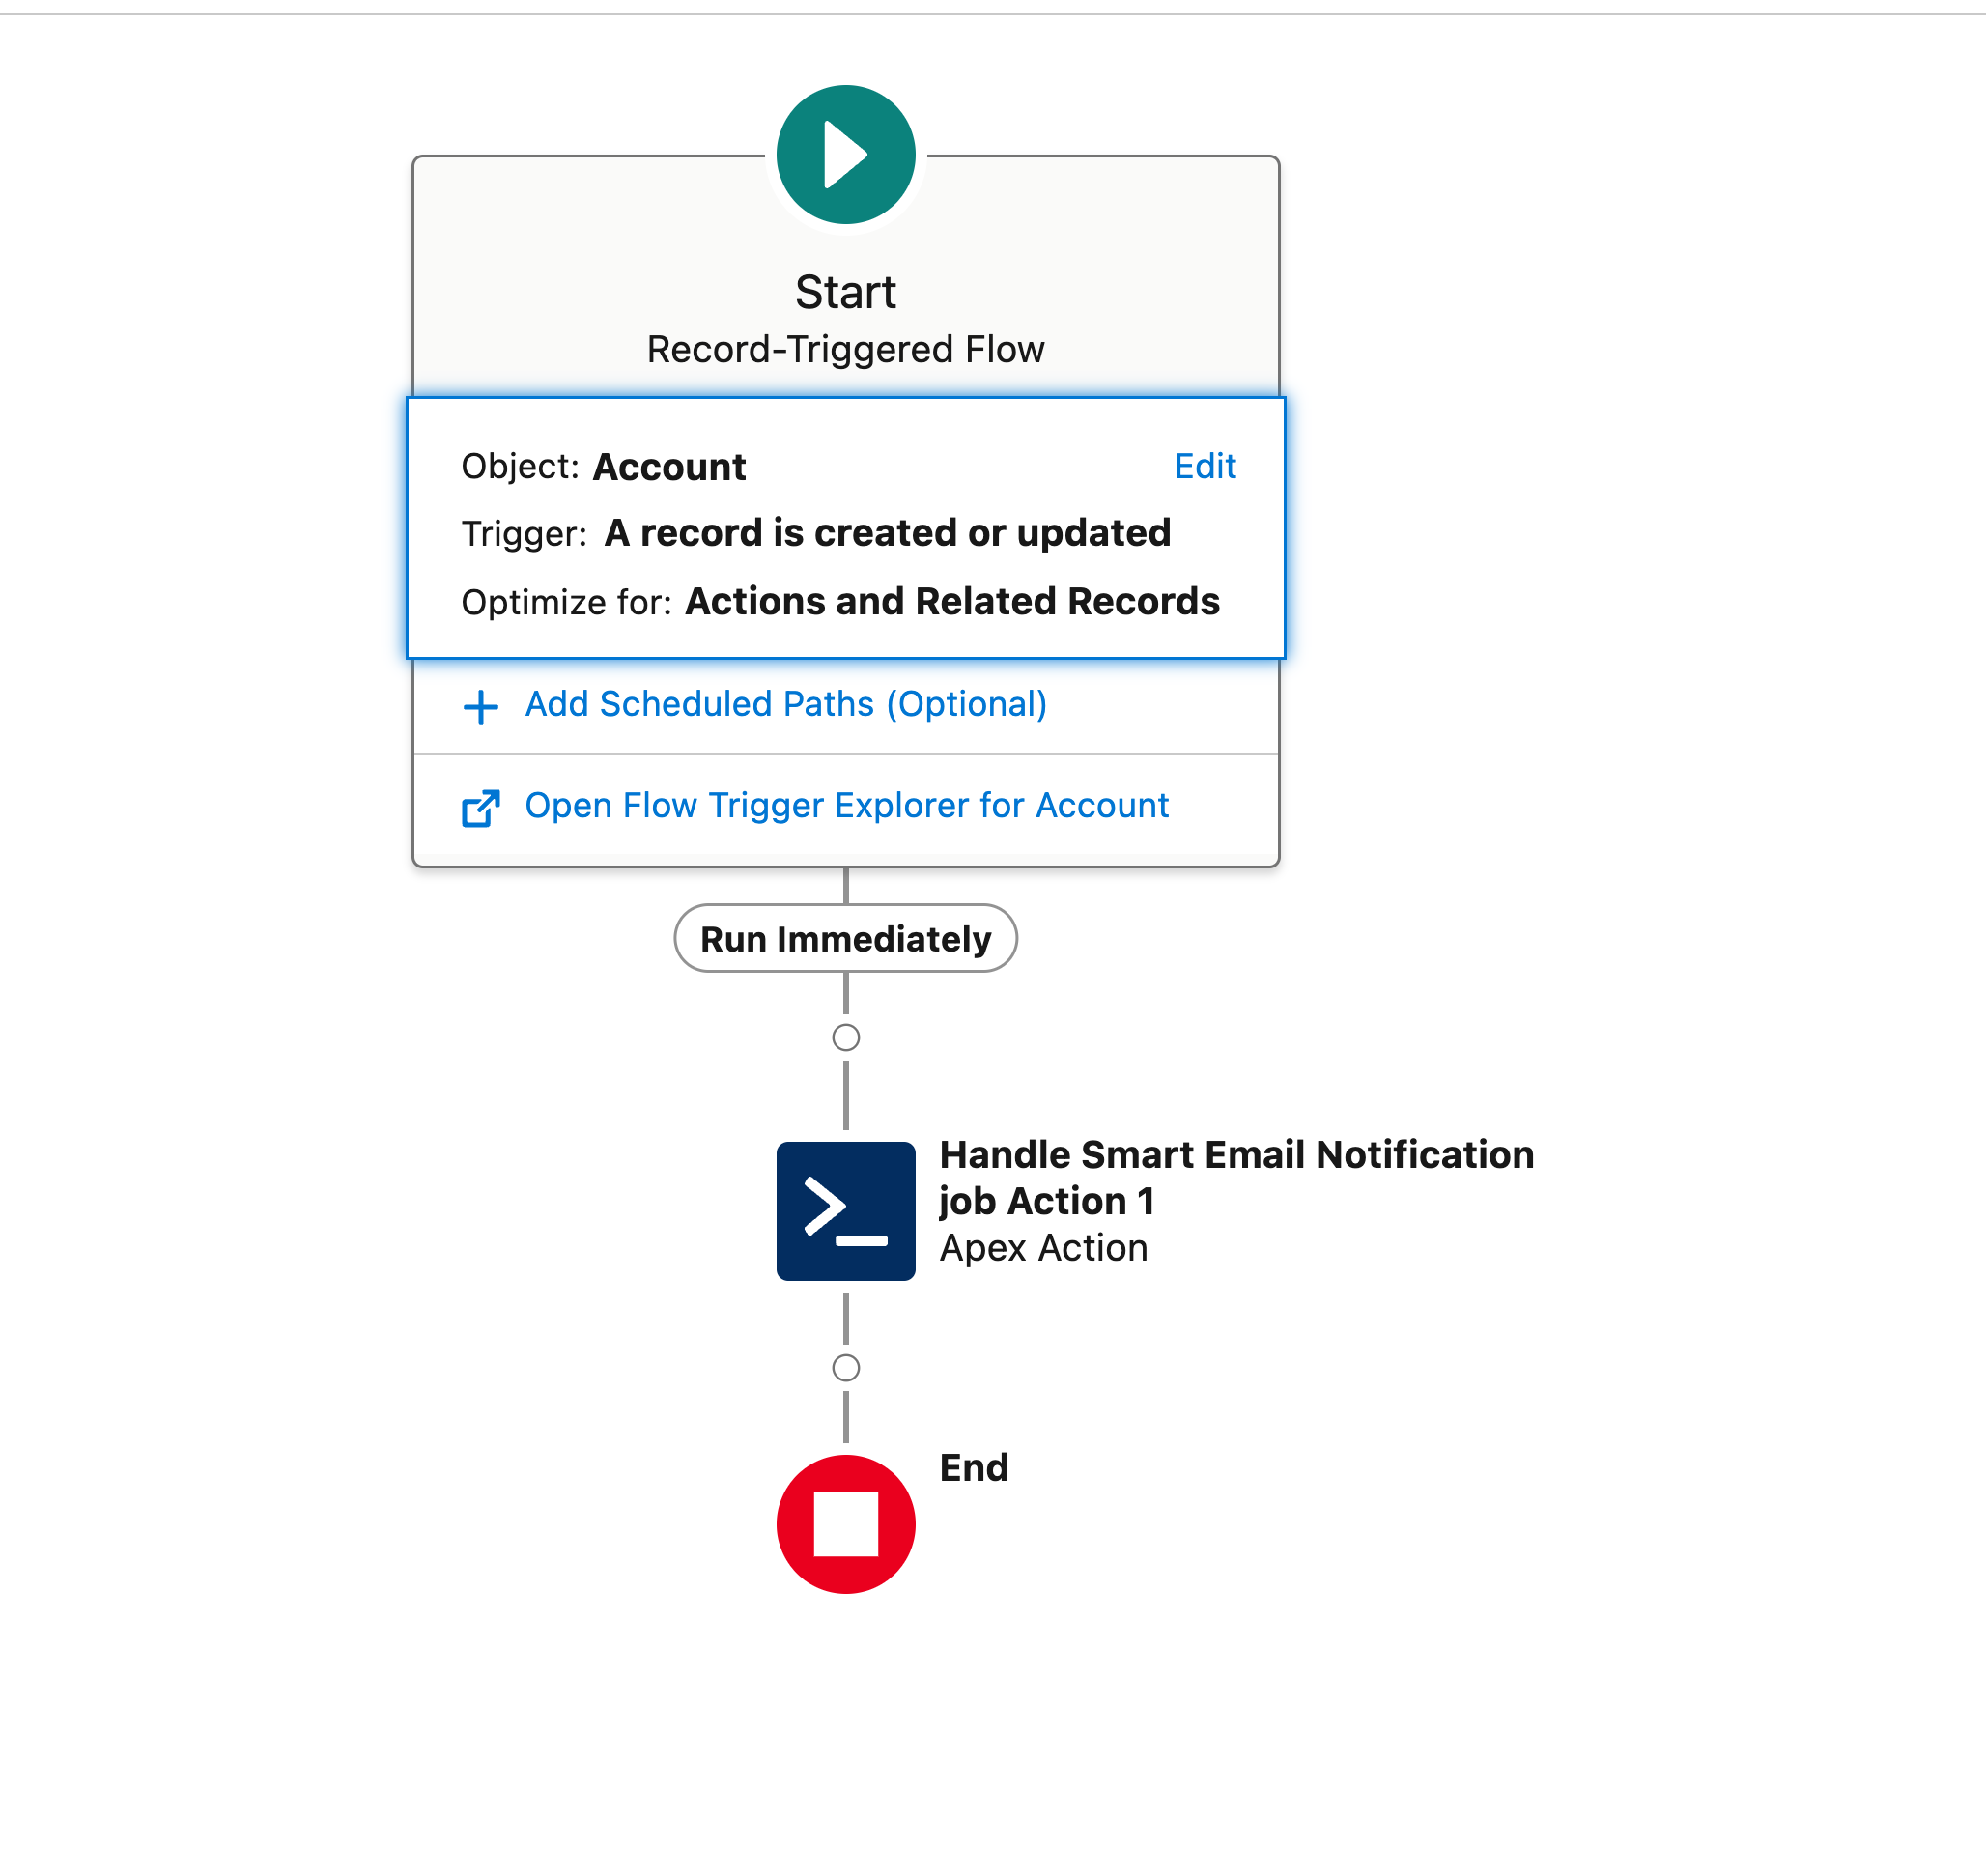 Start
Record-Triggered Flow
Object: Account
Edit
Trigger: A record is created or updated
Optimize for: Actions and Related Records
Add Scheduled Paths (Optional)
Open Flow Trigger Explorer for Account
Run Immediately
Handle Smart Email Notification
job Action 1
Apex Action
End